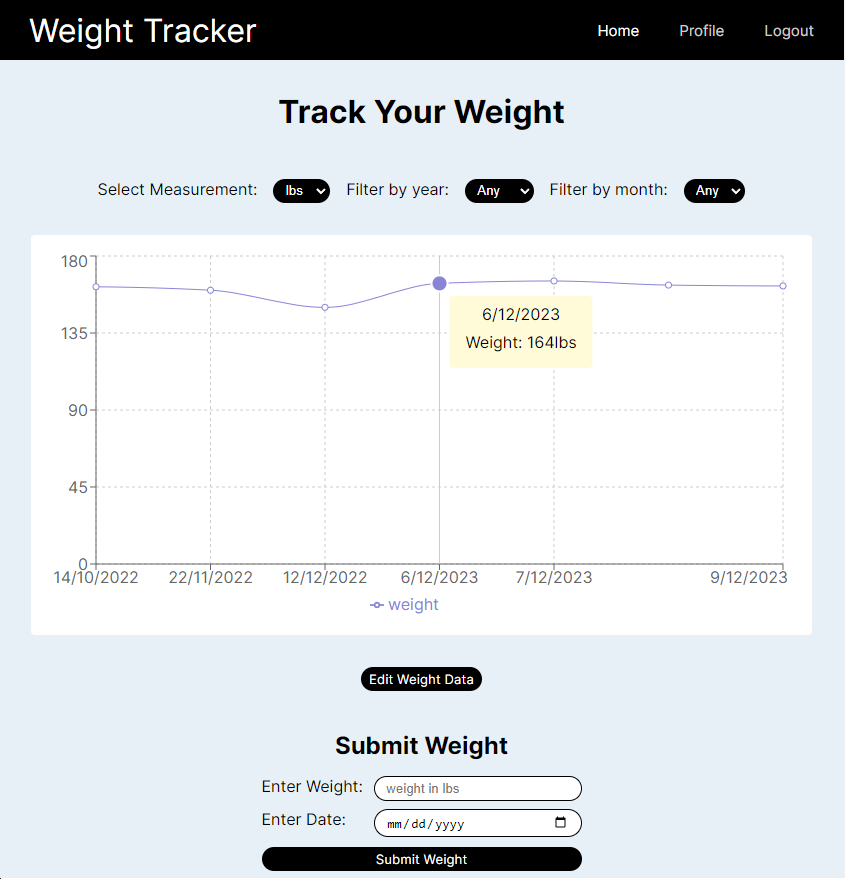 Weight Tracker Home Profile Logout
Track Your Weight
Select Measurement: lbs Filter by year: Any Filter by month: Any
180
6/12/2023
Weight: 164lbs
135
90
45
0
14/10/2022 22/11/2022 12/12/2022 6/12/2023 7/12/2023 9/12/2023
weight
Edit Weight Data
Submit Weight
Enter Weight: weight in lbs
Enter Date: mm/dd/yyyy
Submit Weight